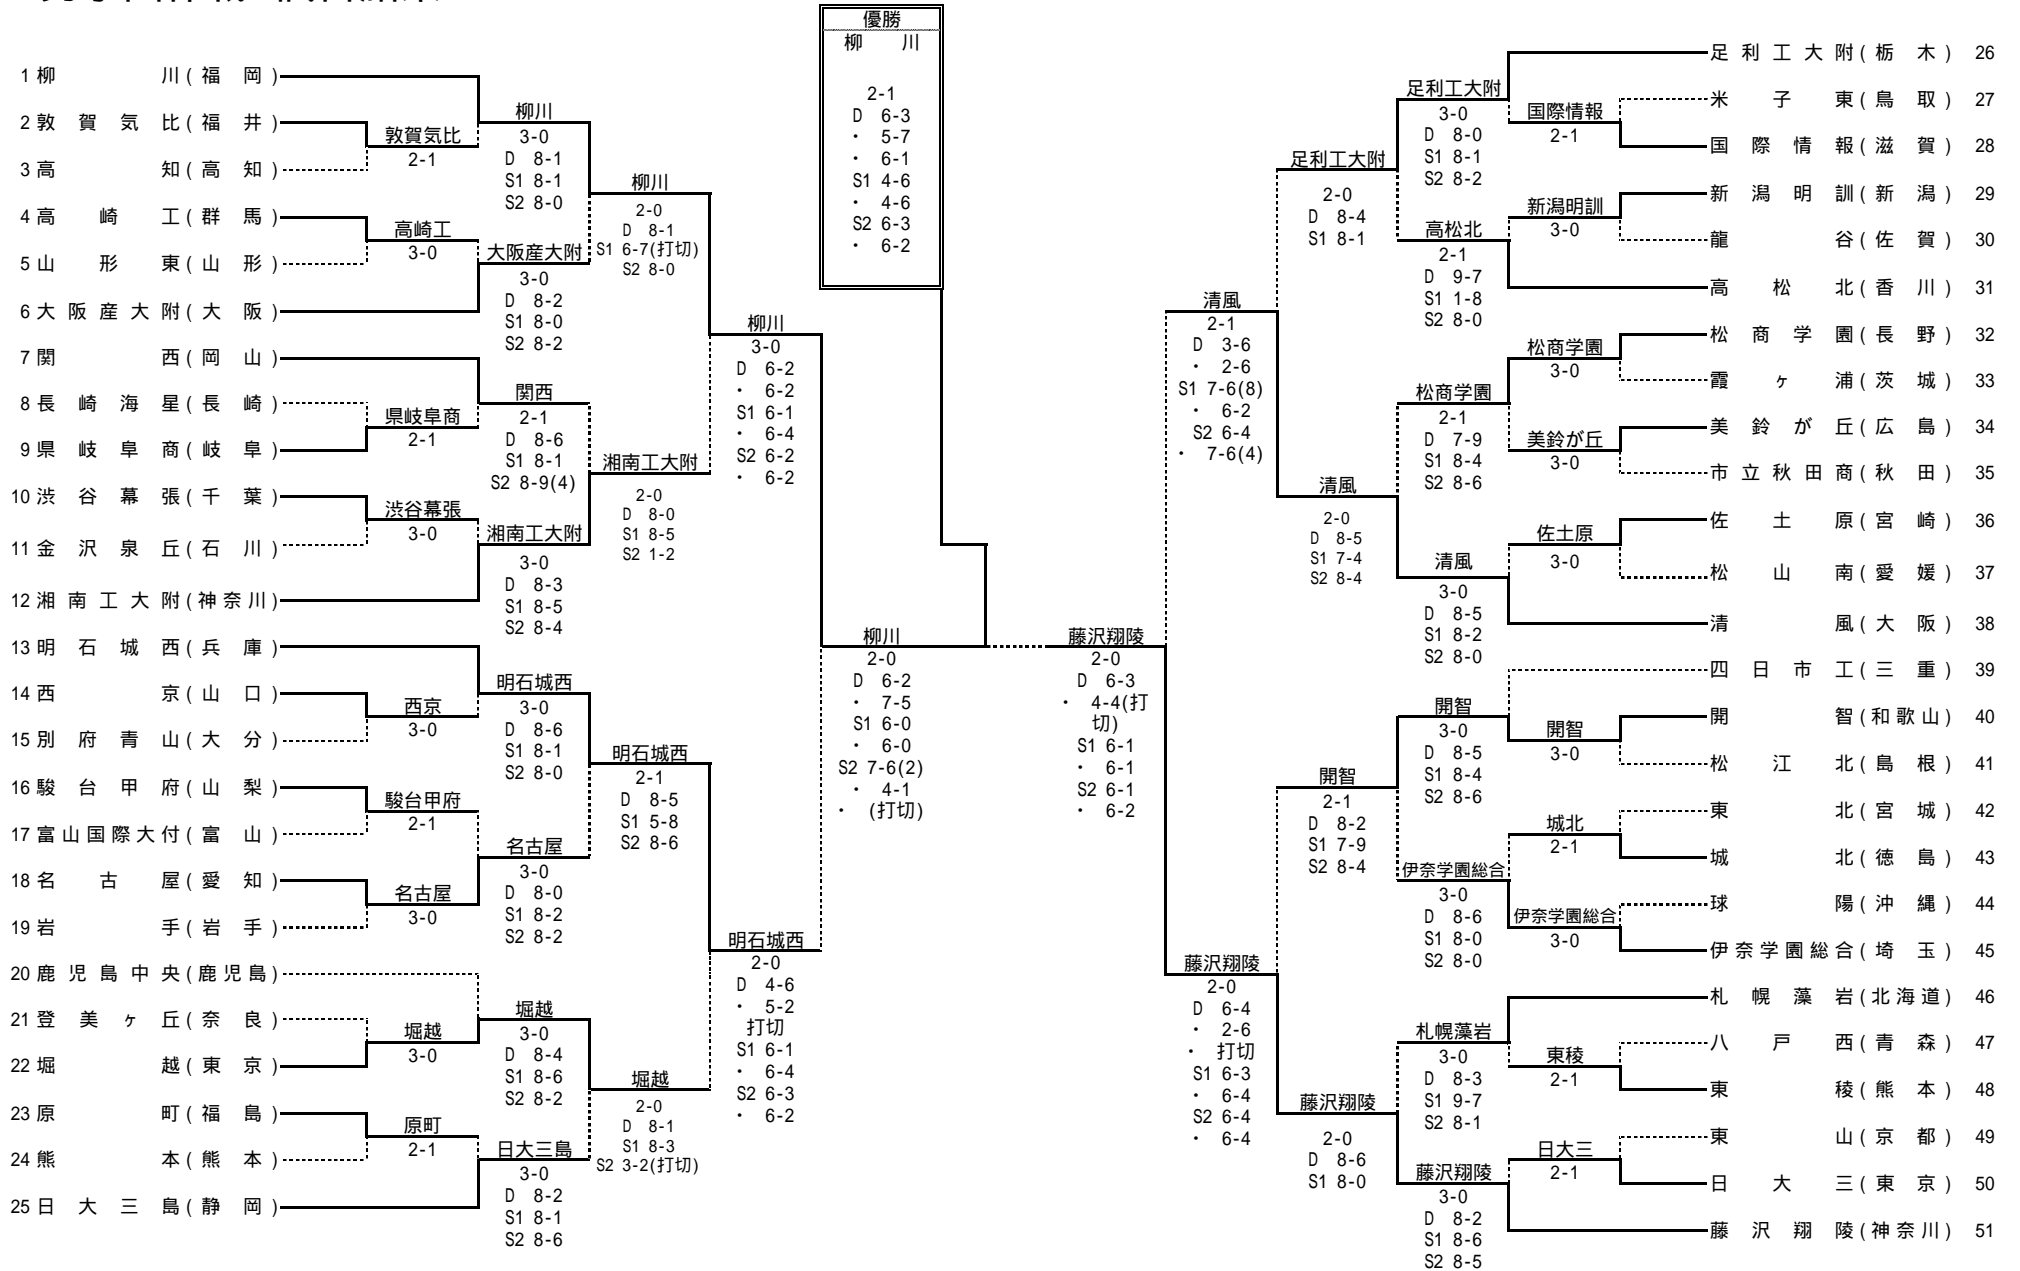 優勝
柳 川
2-1
D 6-3
・ 5-7
・ 6-1
S1 4-6
・ 4-6
S2 6-3
・ 6-2
1 柳 川 ( 福 岡 )
2 敦 賀 気 比 ( 福 井 )
3 高 知 ( 高 知 )
4 高 崎 工 ( 群 馬 )
5 山 形 東 ( 山 形 )
6 大 阪 産 大 附 ( 大 阪 )
7 関 西 ( 岡 山 )
8 長 崎 海 星 ( 長 崎 )
9 県 岐 阜 商 ( 岐 阜 )
10 渋 谷 幕 張 ( 千 葉 )
11 金 沢 泉 丘 ( 石 川 )
12 湘 南 工 大 附 ( 神 奈 川 )
13 明 石 城 西 ( 兵 庫 )
14 西 京 ( 山 口 )
15 別 府 青 山 ( 大 分 )
16 駿 台 甲 府 ( 山 梨 )
17 富 山 国 際 大 付 ( 富 山 )
18 名 古 屋 ( 愛 知 )
19 岩 手 ( 岩 手 )
20 鹿 児 島 中 央 ( 鹿 児 島 )
21 登 美 ヶ 丘 ( 奈 良 )
22 堀 越 ( 東 京 )
23 原 町 ( 福 島 )
24 熊 本 ( 熊 本 )
25 日 大 三 島 ( 静 岡 )
敦賀気比
2-1
高崎工
3-0
県岐阜商
2-1
渋谷幕張
3-0
西京
3-0
駿台甲府
2-1
名古屋
3-0
堀越
3-0
原町
2-1
柳川
3-0
D 8-1
S1 8-1
S2 8-0
大阪産大附
3-0
D 8-2
S1 8-0
S2 8-2
関西
2-1
D 8-6
S1 8-1
S2 8-9(4)
湘南工大附
3-0
D 8-3
S1 8-5
S2 8-4
明石城西
3-0
D 8-6
S1 8-1
S2 8-0
名古屋
3-0
D 8-0
S1 8-2
S2 8-2
堀越
3-0
D 8-4
S1 8-6
S2 8-2
日大三島
3-0
D 8-2
S1 8-1
S2 8-6
柳川
2-0
D 8-1
S1 6-7(打切)
S2 8-0
湘南工大附
2-0
D 8-0
S1 8-5
S2 1-2
明石城西
2-1
D 8-5
S1 5-8
S2 8-6
堀越
2-0
D 8-1
S1 8-3
S2 3-2(打切)
柳川
3-0
D 6-2
・ 6-2
S1 6-1
・ 6-4
S2 6-2
・ 6-2
明石城西
2-0
D 4-6
・ 5-2
打切
S1 6-1
・ 6-4
S2 6-3
・ 6-2
柳川
2-0
D 6-2
・ 7-5
S1 6-0
・ 6-0
S2 7-6(2)
・ 4-1
・ (打切)
藤沢翔陵
2-0
D 6-3
・ 4-4(打
切)
S1 6-1
・ 6-1
S2 6-1
・ 6-2
清風
2-1
D 3-6
・ 2-6
S1 7-6(8)
・ 6-2
S2 6-4
・ 7-6(4)
藤沢翔陵
2-0
D 6-4
・ 2-6
・ 打切
S1 6-3
・ 6-4
S2 6-4
・ 6-4
足利工大附
2-0
D 8-4
S1 8-1
清風
2-0
D 8-5
S1 7-4
S2 8-4
開智
2-1
D 8-2
S1 7-9
S2 8-4
藤沢翔陵
2-0
D 8-6
S1 8-0
足利工大附
3-0
D 8-0
S1 8-1
S2 8-2
高松北
2-1
D 9-7
S1 1-8
S2 8-0
松商学園
2-1
D 7-9
S1 8-4
S2 8-6
清風
3-0
D 8-5
S1 8-2
S2 8-0
開智
3-0
D 8-5
S1 8-4
S2 8-6
伊奈学園総合
3-0
D 8-6
S1 8-0
S2 8-0
札幌藻岩
3-0
D 8-3
S1 9-7
S2 8-1
藤沢翔陵
3-0
D 8-2
S1 8-6
S2 8-5
国際情報
2-1
新潟明訓
3-0
松商学園
3-0
美鈴が丘
3-0
佐土原
3-0
開智
3-0
城北
2-1
伊奈学園総合
3-0
東稜
2-1
日大三
2-1
足 利 工 大 附 ( 栃 木 ) 26
米 子 東 ( 鳥 取 ) 27
国 際 情 報 ( 滋 賀 ) 28
新 潟 明 訓 ( 新 潟 ) 29
龍 谷 ( 佐 賀 ) 30
高 松 北 ( 香 川 ) 31
松 商 学 園 ( 長 野 ) 32
霞 ヶ 浦 ( 茨 城 ) 33
美 鈴 が 丘 ( 広 島 ) 34
市 立 秋 田 商 ( 秋 田 ) 35
佐 土 原 ( 宮 崎 ) 36
松 山 南 ( 愛 媛 ) 37
清 風 ( 大 阪 ) 38
四 日 市 工 ( 三 重 ) 39
開 智 ( 和 歌 山 ) 40
松 江 北 ( 島 根 ) 41
東 北 ( 宮 城 ) 42
城 北 ( 徳 島 ) 43
球 陽 ( 沖 縄 ) 44
伊 奈 学 園 総 合 ( 埼 玉 ) 45
札 幌 藻 岩 ( 北 海 道 ) 46
八 戸 西 ( 青 森 ) 47
東 稜 ( 熊 本 ) 48
東 山 ( 京 都 ) 49
日 大 三 ( 東 京 ) 50
藤 沢 翔 陵 ( 神 奈 川 ) 51